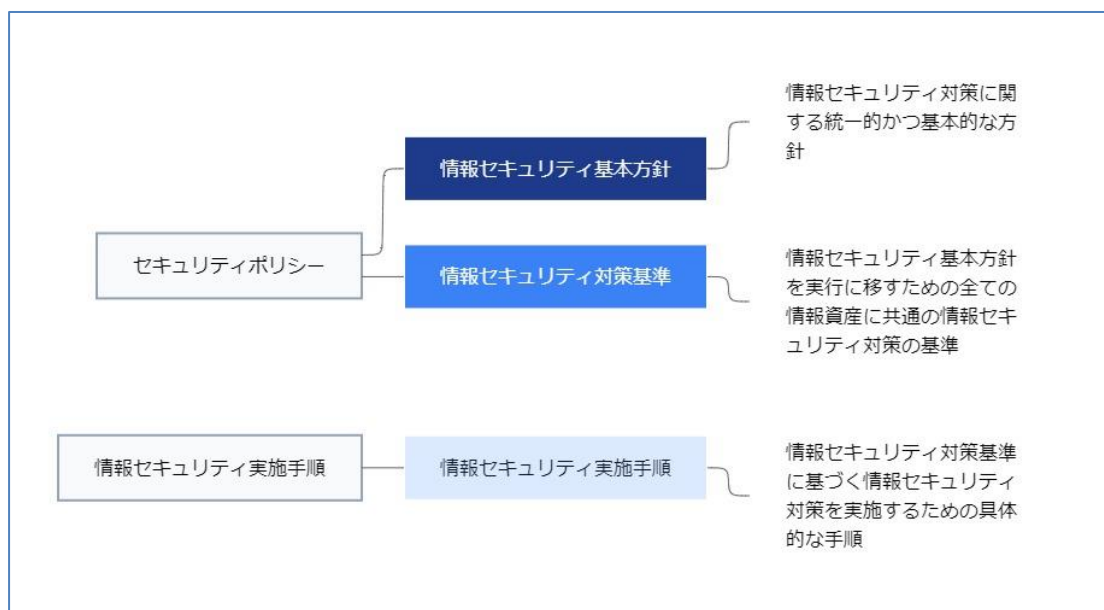 セキュリティポリシー
情報セキュリティ基本方針
情報セキュリティ対策に関
する統一的かつ基本的な方
針
情報セキュリティ対策基準
情報セキュリティ基本方針
を実行に移すための全ての
情報資産に共通の情報セキ
ュリティ対策の基準
情報セキュリティ実施手順
情報セキュリティ実施手順
情報セキュリティ対策基準
に基づく情報セキュリティ
対策を実施するための具体
的な手順